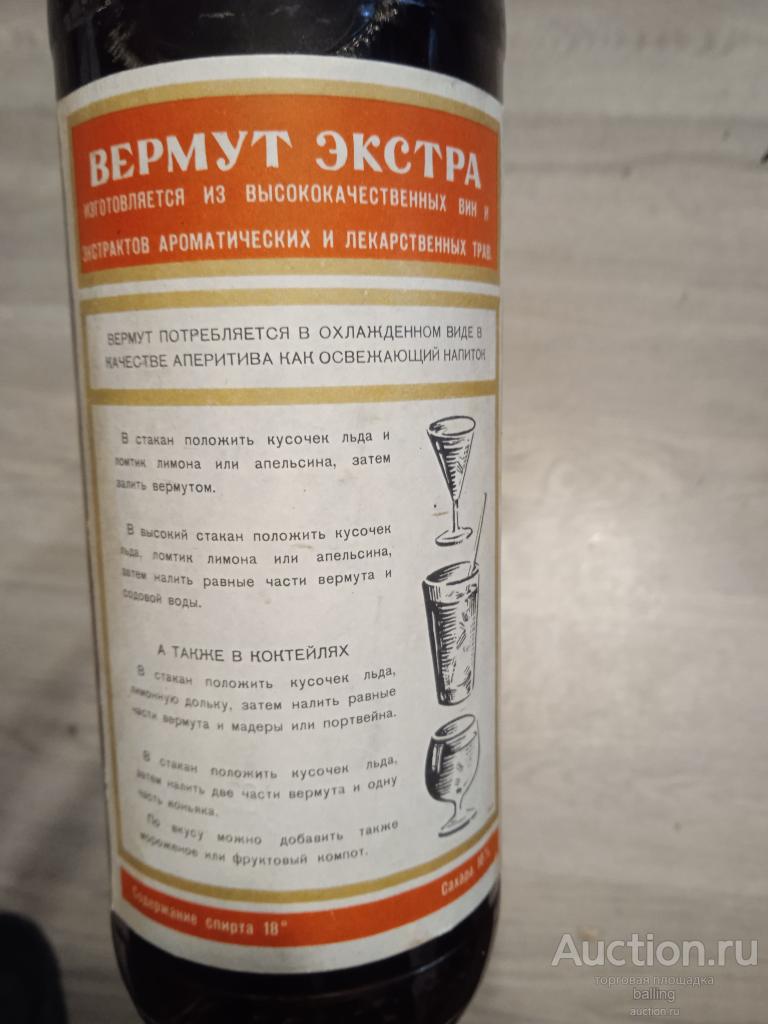 ВЕРМУТ ЭКСТРА
ИЗГОТОВЛЯЕТСЯ ИЗ ВЫСОКОКАЧЕСТВЕННЫХ ВИН И
ЭКСТРАКТОВ АРОМАТИЧЕСКИХ И ЛЕКАРСТВЕННЫХ ТРАВ.
ВЕРМУТ ПОТРЕБЛЯЕТСЯ В ОХЛАЖДЕННОМ ВИДЕ В
КАЧЕСТВЕ АПЕРИТИВА КАК ОСВЕЖАЮЩИЙ НАПИТОК
В стакан положить кусочек льда и
ломтик лимона или апельсина, затем
залить вермутом.
В высокий стакан положить кусочек
льда, ломтик лимона или апельсина,
затем налить равные части вермута и
содовой воды.
А ТАКЖЕ В КОКТЕЙЛЯХ
В стакан положить кусочек льда,
лимонную дольку, затем налить равные
части вермута и мадеры или портвейна.
В стакан положить кусочек льда,
затем налить две части вермута и одну
часть коньяка.
По вкусу можно добавить также
мороженое или фруктовый компот.
Содержание спирта 18°
Сахара
Auction.ru
торговая площадка
balling
auction.ru